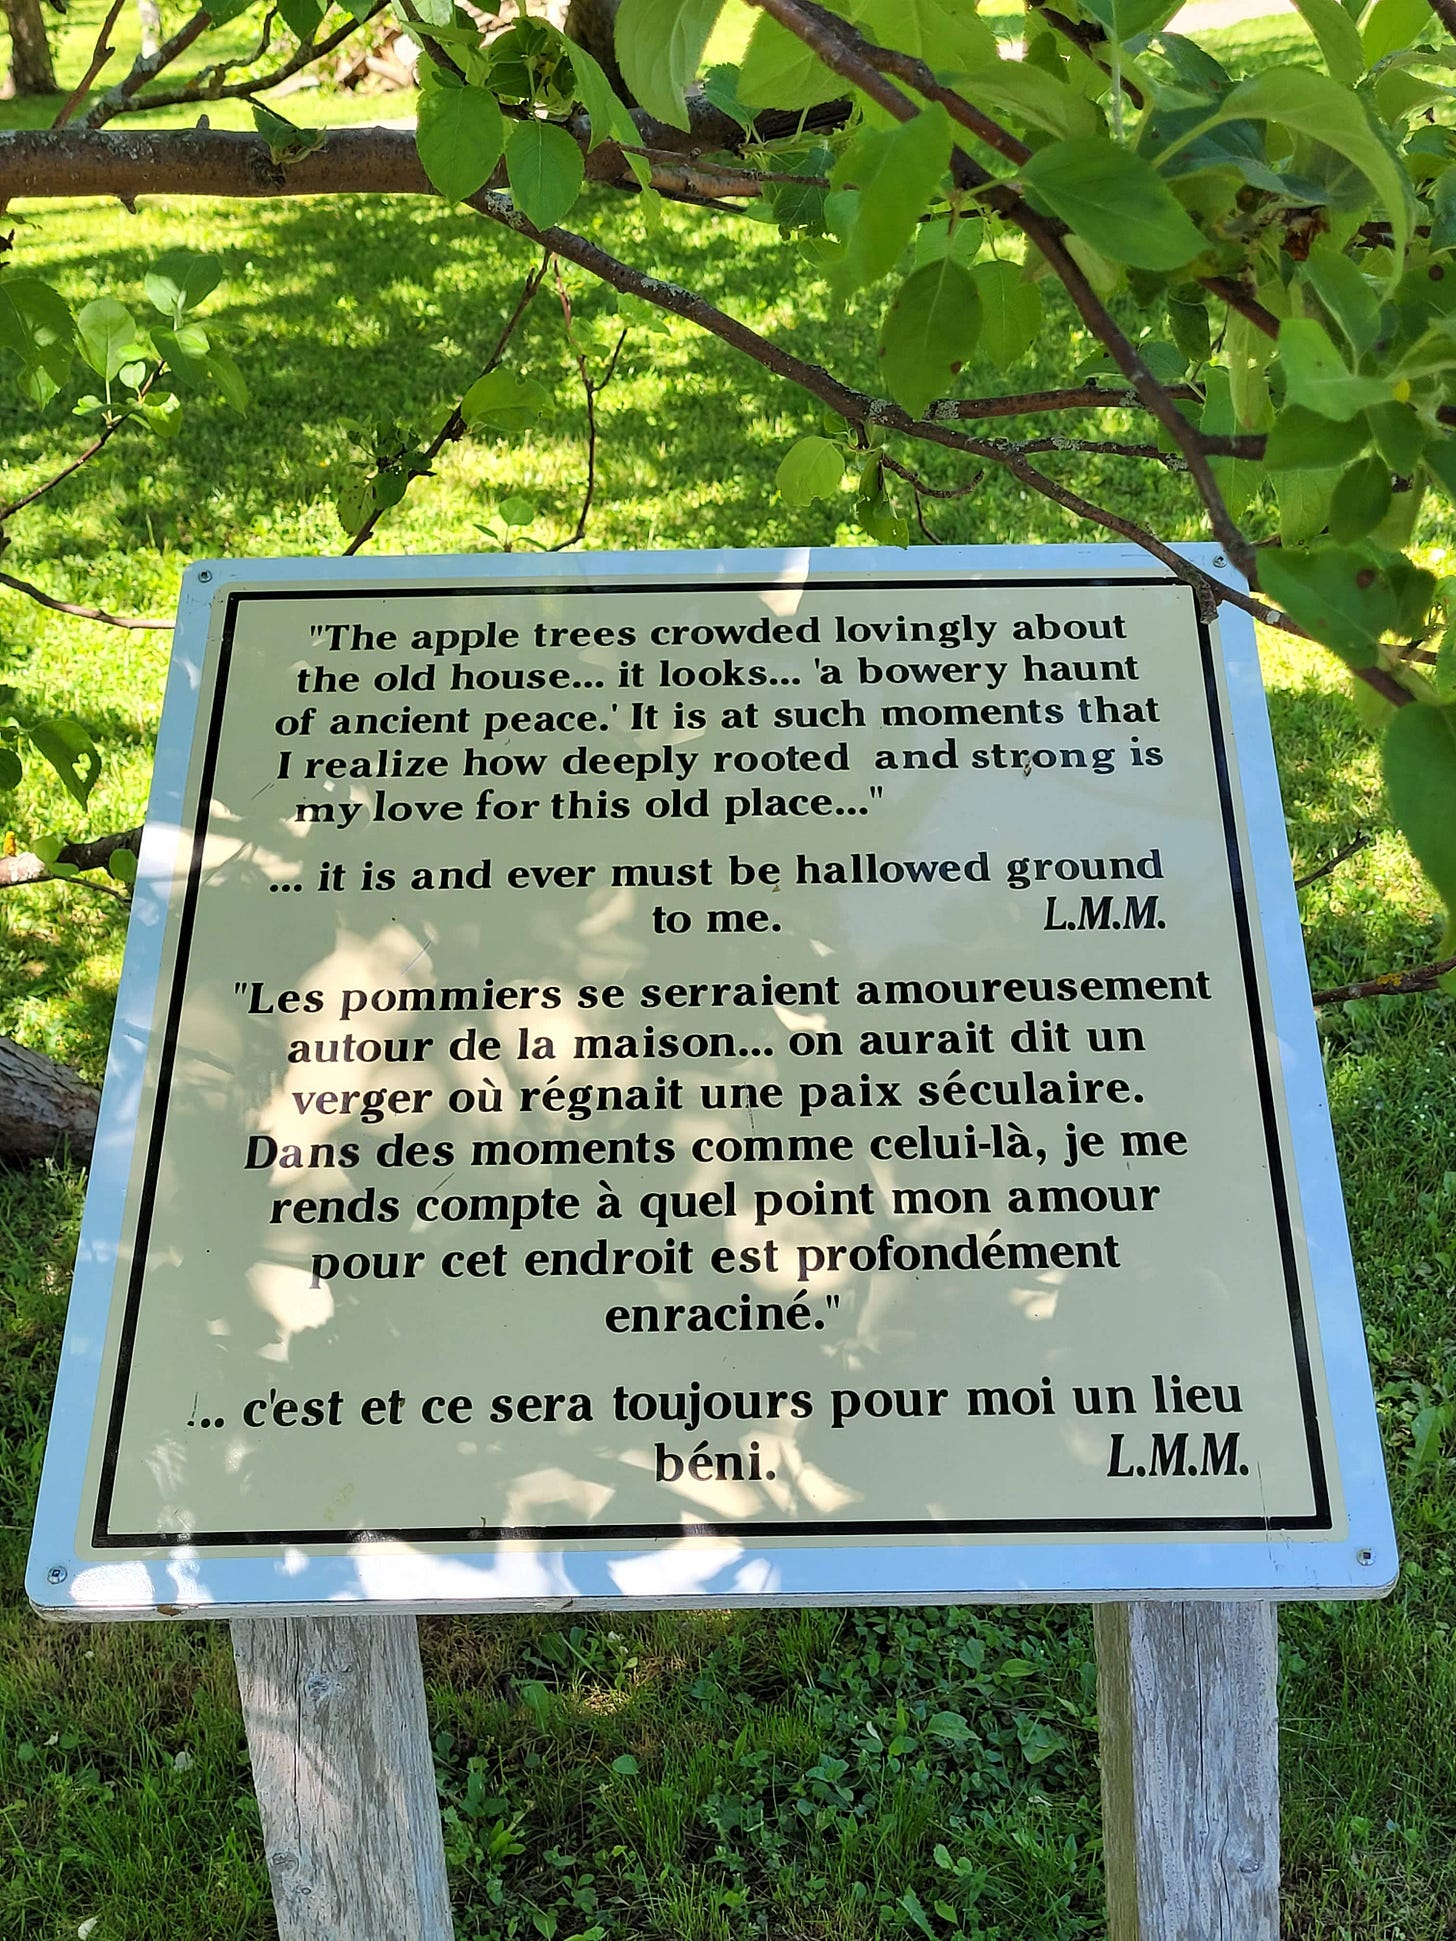 "The apple trees crowded lovingly about
the old house... it looks... 'a bowery haunt
of ancient peace.' It is at such moments that
I realize how deeply rooted and strong is
my love for this old place..."
... it is and ever must be hallowed ground
to me. L.M.M.
"Les pommiers se serraient amoureusement
autour de la maison... on aurait dit un
verger où régnait une paix séculaire.
Dans des moments comme celui-là, je me
rends compte à quel point mon amour
pour cet endroit est profondément
enraciné."
... c'est et ce sera toujours pour moi un lieu
béni. L.M.M.